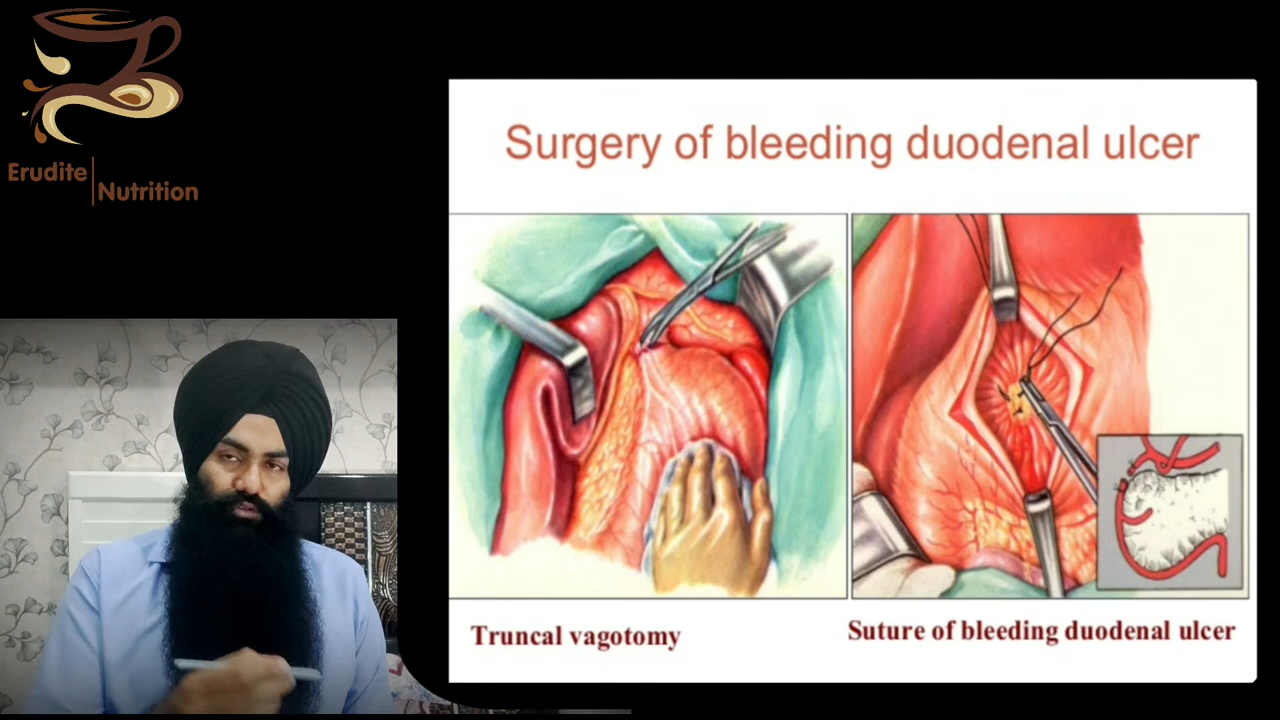 Erudite
Nutrition
Surgery of bleeding duodenal ulcer
Truncal vagotomy
Suture of bleeding duodenal ulcer